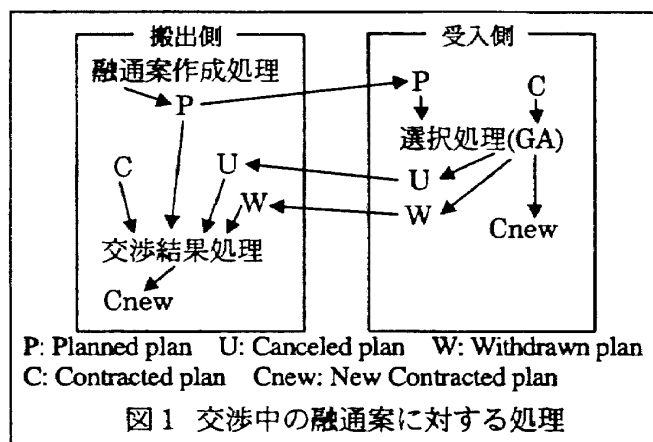 搬出側
融通案作成処理
P
C
U
W
交渉結果処理
Cnew
受入側
P
C
選択処理(GA)
U
W
Cnew
P: Planned plan U: Canceled plan W: Withdrawn plan
C: Contracted plan Cnew: New Contracted plan
図1 交渉中の融通案に対する処理